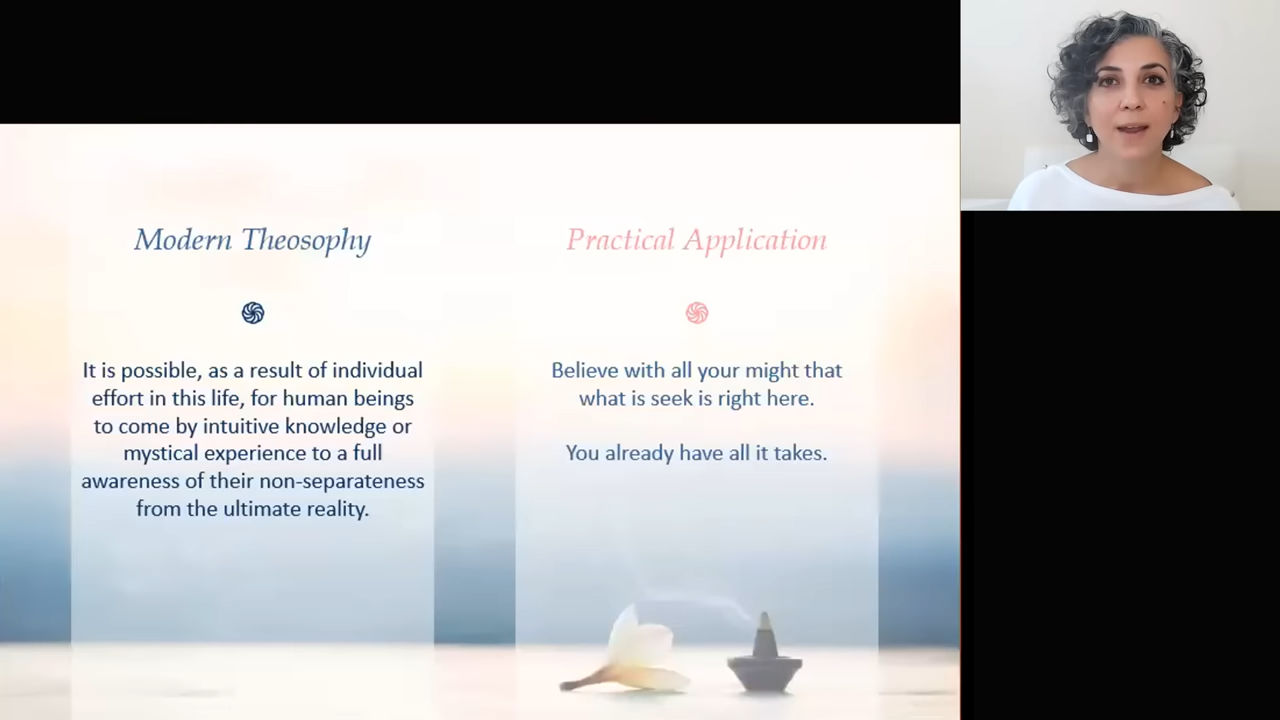 Modern Theosophy
It is possible, as a result of individual
effort in this life, for human beings
to come by intuitive knowledge or
mystical experience to a full
awareness of their non-separateness
from the ultimate reality.
Practical Application
Believe with all your might that
what is seek is right here.
You already have all it takes.